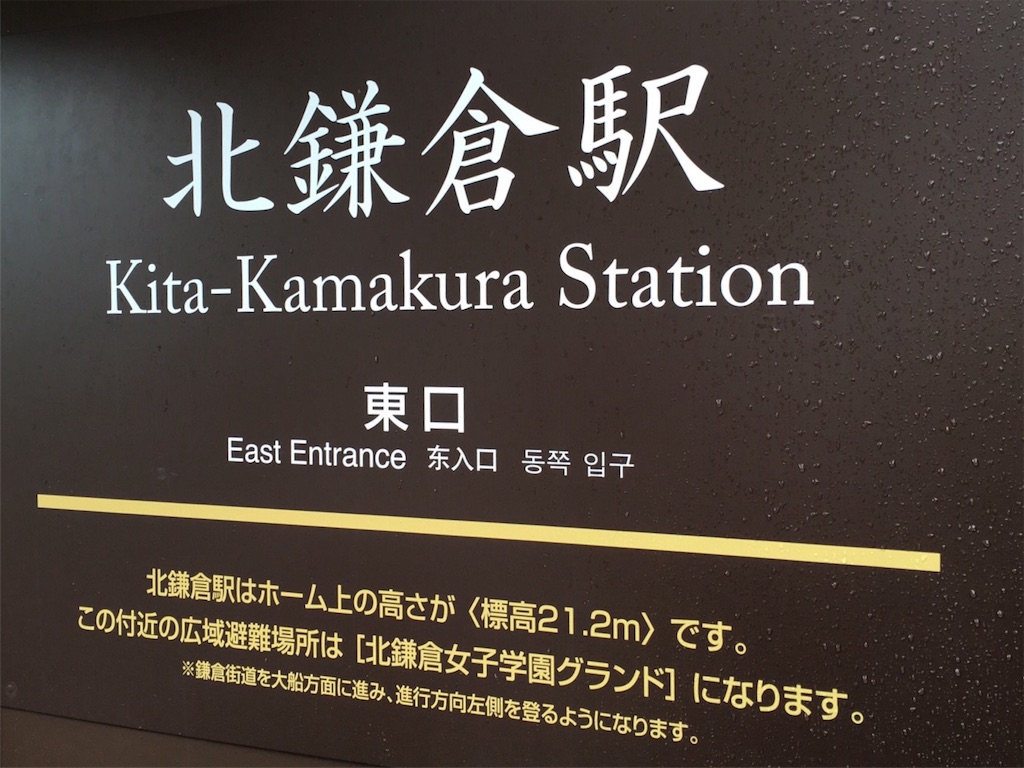 北鎌倉駅
Kita-Kamakura Station
東口
East Entrance 东入口 동쪽 입구
北鎌倉駅はホーム上の高さが〈標高21.2m〉です。
この付近の広域避難場所は［北鎌倉女子学園グランド］になります。
※鎌倉街道を大船方面に進み、進行方向左側を登るようになります。